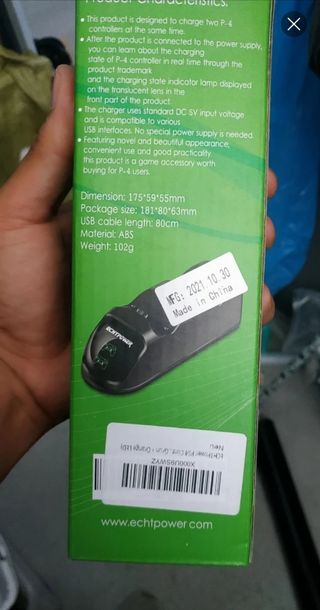 Product Characteristics:
• This product is designed to charge two P-4
controllers at the same time.
• After the product is connected to the power supply,
you can learn about the charging
state of P-4 controller in real time through the
product trademark
and the charging state indicator lamp displayed
on the translucent lens in the
front part of the product.
• The charger uses standard DC 5V input voltage
and is compatible to various
USB interfaces. No special power supply is needed.
• Featuring novel and beautiful appearance,
convenient use and good practicality,
this product is a game accessory worth
buying for P-4 users.
Dimension: 175*59*55mm
Package size: 181*80*63mm
USB cable length: 80cm
Material: ABS
Weight: 102g
MFG: 2021.10.30
Made in China
ECHTPOWER
X000U9SWYZ
Neu
www.echtpower.com